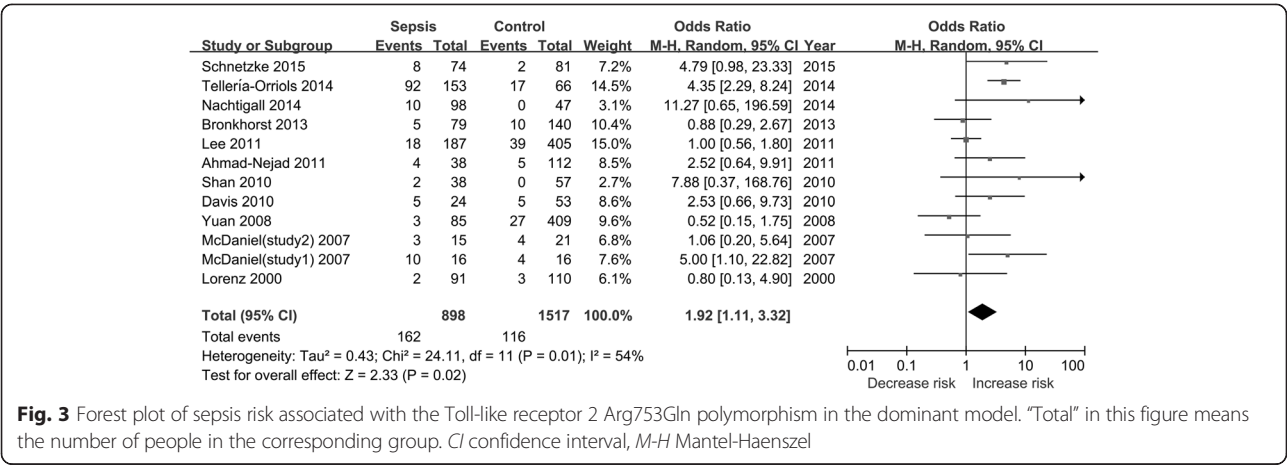 Sepsis Control Odds Ratio Odds Ratio
Study or Subgroup Events Total Events Total Weight M-H, Random, 95% CI Year M-H, Random, 95% CI
Schnetzke 2015 8 74 2 81 7.2% 4.79 [0.98, 23.33] 2015
Tellería-Orriols 2014 92 153 17 66 14.5% 4.35 [2.29, 8.24] 2014
Nachtigall 2014 10 98 0 47 3.1% 11.27 [0.65, 196.59] 2014
Bronkhorst 2013 5 79 10 140 10.4% 0.88 [0.29, 2.67] 2013
Lee 2011 18 187 39 405 15.0% 1.00 [0.56, 1.80] 2011
Ahmad-Nejad 2011 4 38 5 112 8.5% 2.52 [0.64, 9.91] 2011
Shan 2010 2 38 0 57 2.7% 7.88 [0.37, 168.76] 2010
Davis 2010 5 24 5 53 8.6% 2.53 [0.66, 9.73] 2010
Yuan 2008 3 85 27 409 9.6% 0.52 [0.15, 1.75] 2008
McDaniel(study2) 2007 3 15 4 21 6.8% 1.06 [0.20, 5.64] 2007
McDaniel(study1) 2007 10 16 4 16 7.6% 5.00 [1.10, 22.82] 2007
Lorenz 2000 2 91 3 110 6.1% 0.80 [0.13, 4.90] 2000
Total (95% CI) 898 1517 100.0% 1.92 [1.11, 3.32]
Total events 162 116
Heterogeneity: Tau² = 0.43; Chi² = 24.11, df = 11 (P = 0.01); I² = 54%
Test for overall effect: Z = 2.33 (P = 0.02)
0.01 0.1 1 10 100
Decrease risk Increase risk
Fig. 3 Forest plot of sepsis risk associated with the Toll-like receptor 2 Arg753Gln polymorphism in the dominant model. “Total” in this figure means
the number of people in the corresponding group. CI confidence interval, M-H Mantel-Haenszel